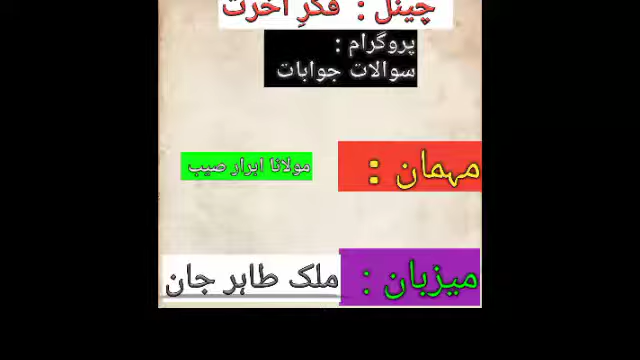 چینل : فکرِ آخرت
پروگرام :
سوالات جوابات
مہمان : مولانا ابرار صیب
میزبان : ملک طاہر جان